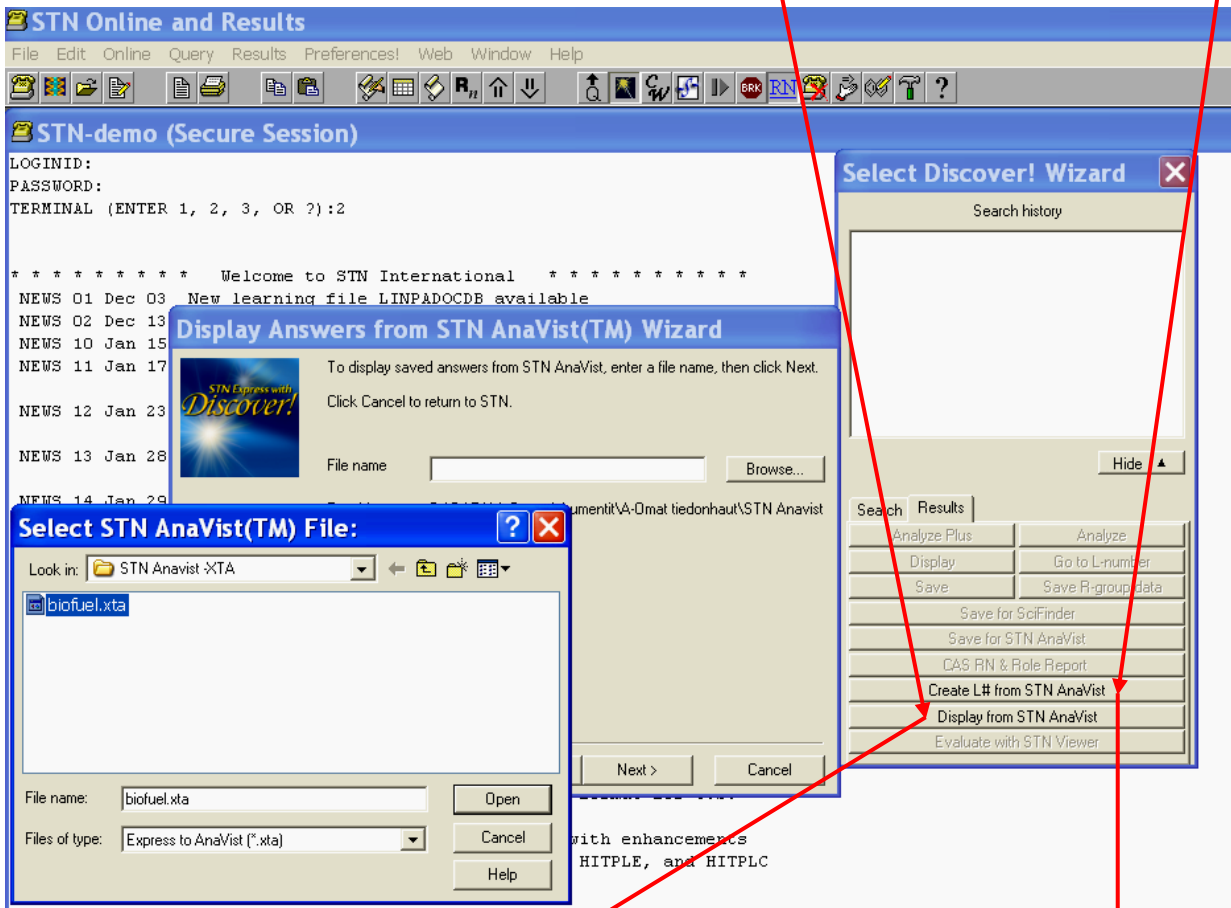 STN Online and Results
File Edit Online Query Results Preferences! Web Window Help
Rn Q CW BRK RN ?
STN-demo (Secure Session)
LOGINID:
PASSWORD:
TERMINAL (ENTER 1, 2, 3, OR ?):2
* * * * * * * * * Welcome to STN International * * * * * * * * * *
NEWS 01 Dec 03 New learning file LINPADOCDB available
NEWS 02 Dec 13
NEWS 10 Jan 15
NEWS 11 Jan 17
NEWS 12 Jan 23
NEWS 13 Jan 28
NEWS 14 Jan 29
with enhancements
HITPLE, and HITPLC
Display Answers from STN AnaVist(TM) Wizard
STN Express with
Discover!
To display saved answers from STN AnaVist, enter a file name, then click Next.
Click Cancel to return to STN.
File name Browse...
umentit\A-Omat tiedonhaut\STN Anavist
Next > Cancel
Select STN AnaVist(TM) File:
Look in: STN Anavist -XTA
biofuel.xta
File name: biofuel.xta Open
Files of type: Express to AnaVist (*.xta) Cancel
Help
Select Discover! Wizard
Search history
Hide
Search Results
Analyze Plus Analyze
Display Go to L-number
Save Save R-group data
Save for SciFinder
Save for STN AnaVist
CAS RN & Role Report
Create L# from STN AnaVist
Display from STN AnaVist
Evaluate with STN Viewer